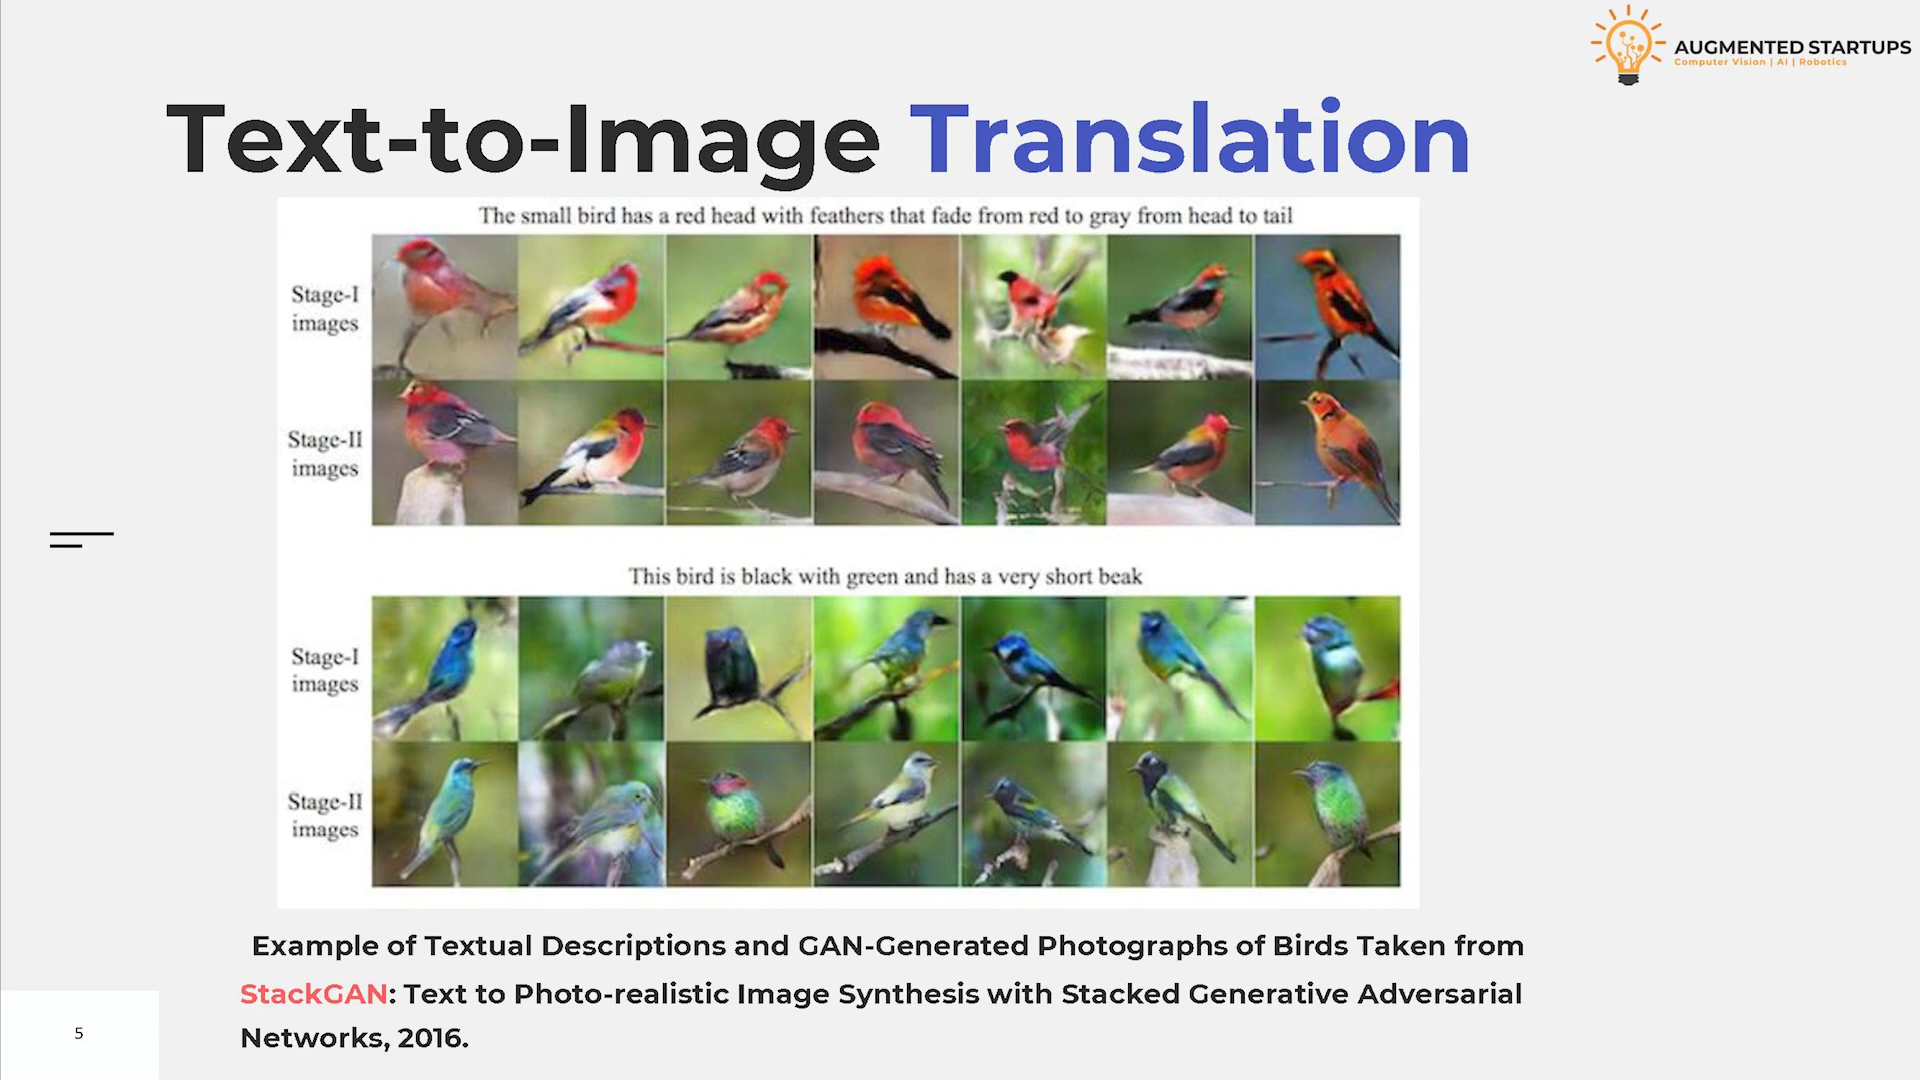 AUGMENTED STARTUPS
Computer Vision | AI | Robotics
Text-to-Image Translation
The small bird has a red head with feathers that fade from red to gray from head to tail
Stage-I
images
Stage-II
images
This bird is black with green and has a very short beak
Stage-I
images
Stage-II
images
Example of Textual Descriptions and GAN-Generated Photographs of Birds Taken from
StackGAN: Text to Photo-realistic Image Synthesis with Stacked Generative Adversarial
Networks, 2016.
5